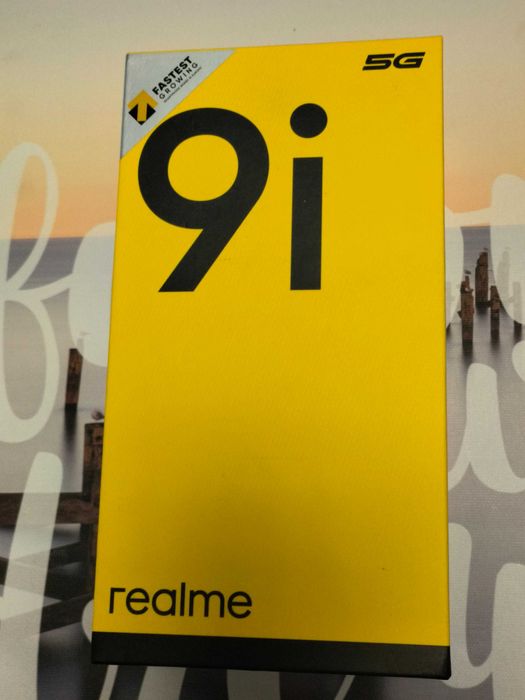 FASTEST
GROWING
5G
9i
realme